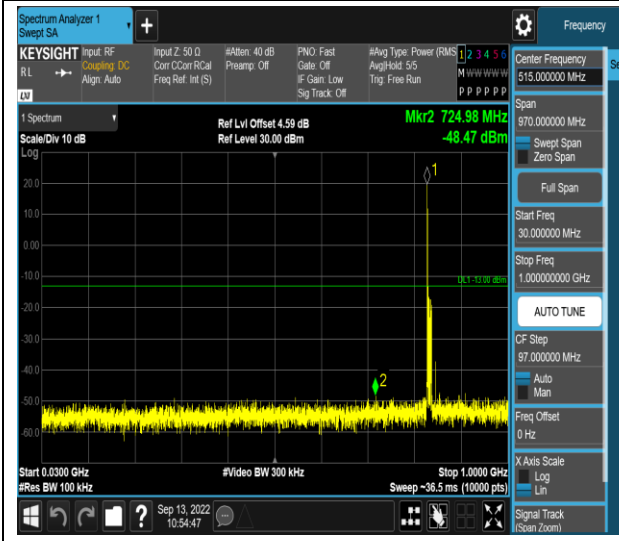 Spectrum Analyzer 1
Swept SA
Frequency
KEYSIGHT
RL
Input: RF
Coupling: DC
Align: Auto
Input Z: 50 Ω
Corr CCorr RCal
Freq Ref: Int (S)
#Atten: 40 dB
Preamp: Off
PNO: Fast
Gate: Off
IF Gain: Low
Sig Track: Off
#Avg Type: Power (RMS
Avg|Hold: 5/5
Trig: Free Run
1 2 3 4 5 6
M W W W W W
P P P P P P
LXI
1 Spectrum
Scale/Div 10 dB
Log
Ref Lvl Offset 4.59 dB
Ref Level 30.00 dBm
Mkr2 724.98 MHz
-48.47 dBm
1
20.0
10.0
0.00
-10.0
DL1 -13.00 dBm
-20.0
-30.0
-40.0
2
-50.0
-60.0
Start 0.0300 GHz
#Res BW 100 kHz
#Video BW 300 kHz
Stop 1.0000 GHz
Sweep ~36.5 ms (10000 pts)
Sep 13, 2022
10:54:47
?
Center Frequency
515.000000 MHz
Se
Span
970.000000 MHz
Swept Span
Zero Span
Full Span
Start Freq
30.000000 MHz
Stop Freq
1.000000000 GHz
AUTO TUNE
CF Step
97.000000 MHz
Auto
Man
Freq Offset
0 Hz
X Axis Scale
Log
Lin
Signal Track
(Span Zoom)